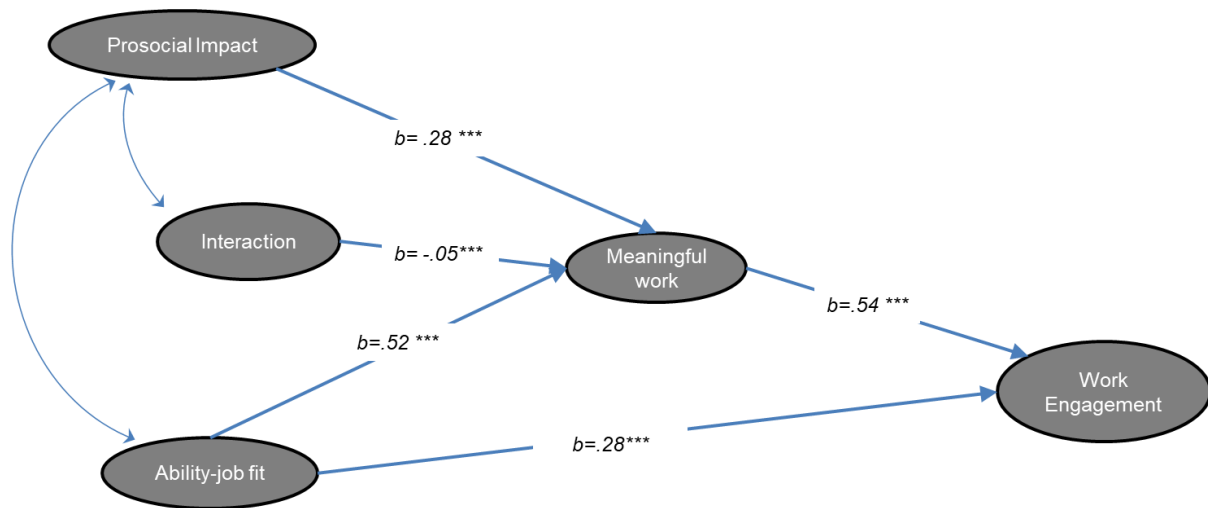 Prosocial Impact
b= .28 ***
Interaction
b= -.05***
Meaningful
work
b=.54 ***
b=.52 ***
Work
Engagement
b=.28***
Ability-job fit